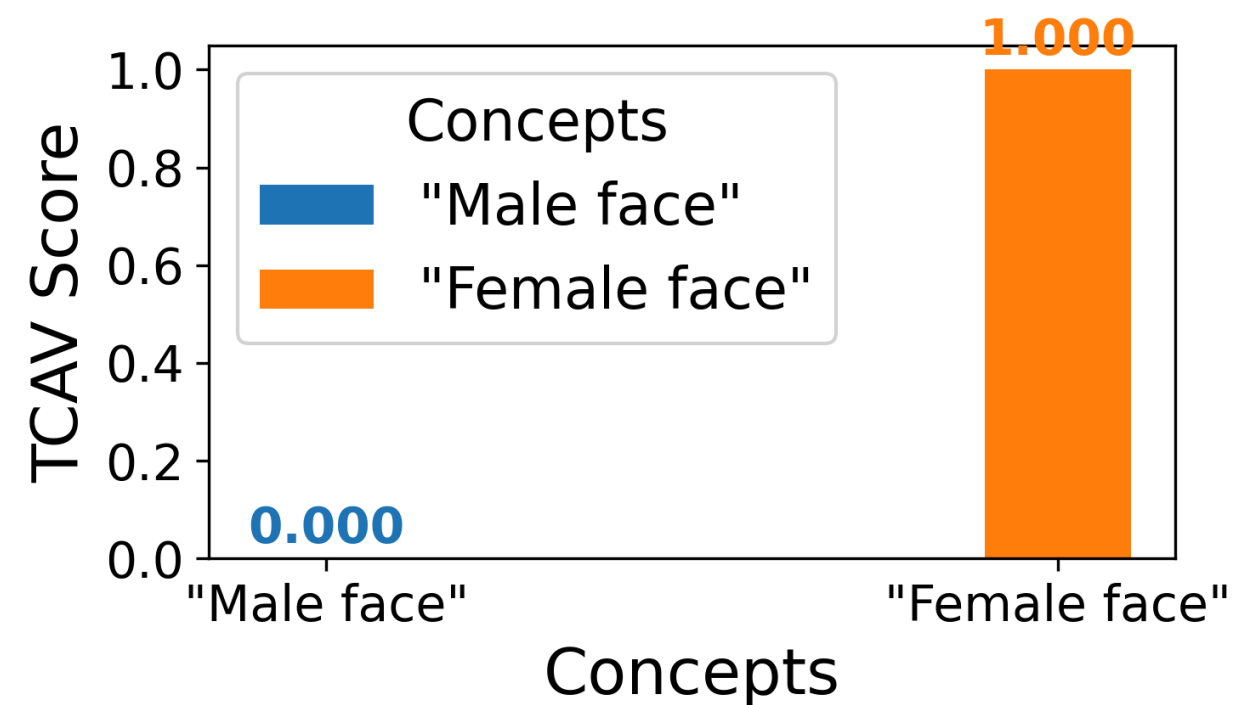 1.000
1.0
0.8
0.6
0.4
0.2
0.0
TCAV Score
Concepts
"Male face"
"Female face"
0.000
"Male face"
"Female face"
Concepts